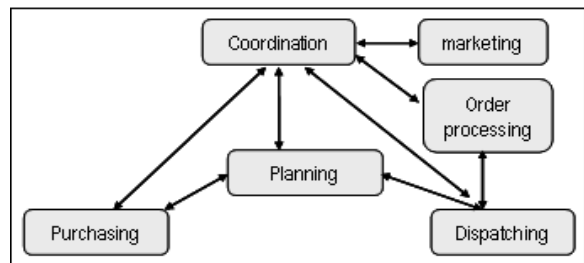 Coordination
marketing
Order
processing
Planning
Purchasing
Dispatching